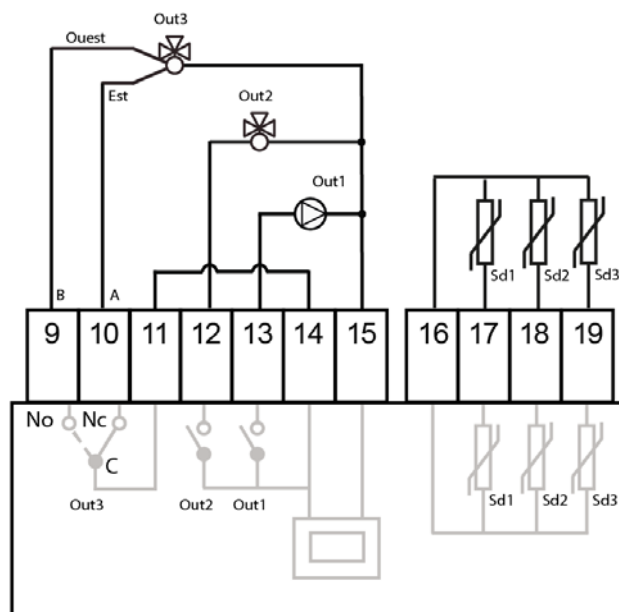 Out3
Ouest
Est
Out2
Out1
Sd1 Sd2 Sd3
B A
9 10 11 12 13 14 15 16 17 18 19
No Nc
C
Out3 Out2 Out1
Sd1 Sd2 Sd3